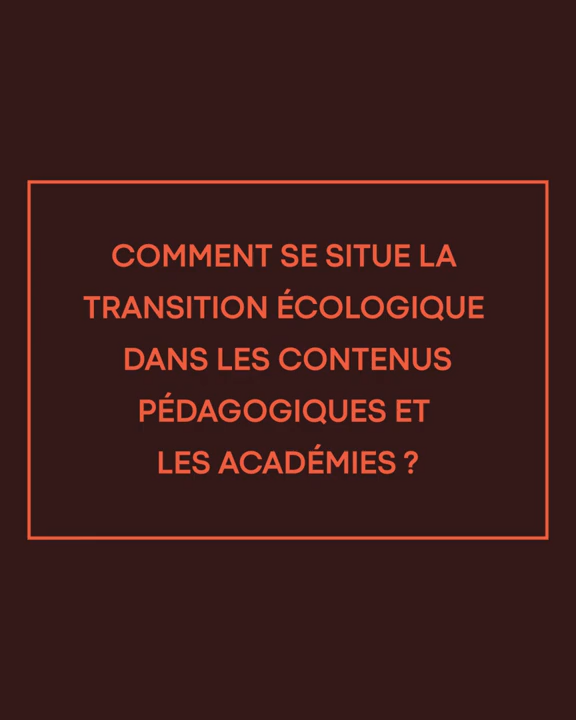 COMMENT SE SITUE LA
TRANSITION ÉCOLOGIQUE
DANS LES CONTENUS
PÉDAGOGIQUES ET
LES ACADÉMIES ?